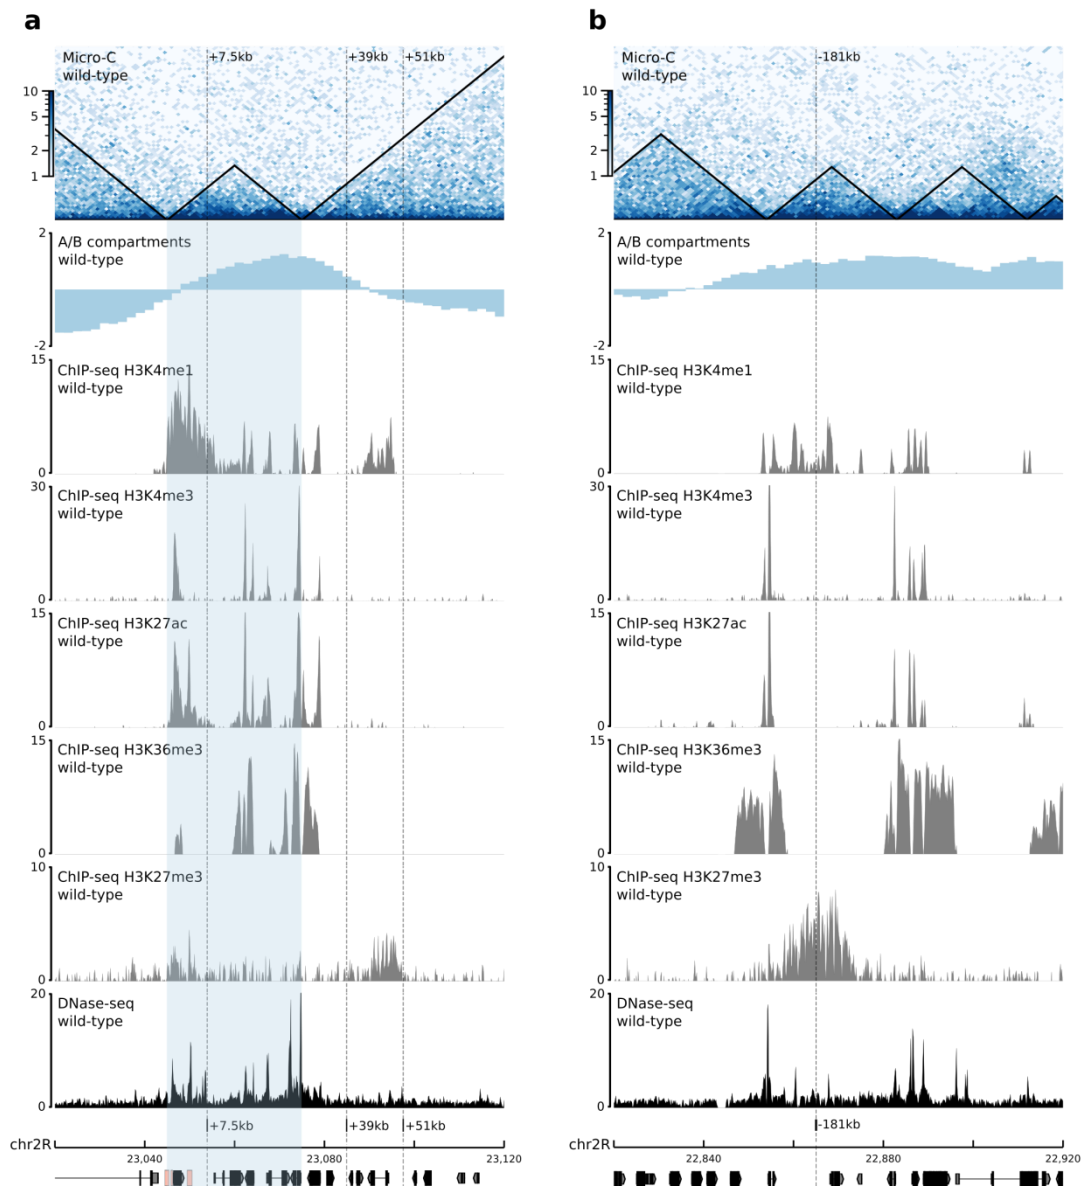 a
Micro-C
wild-type
+7.5kb
+39kb
+51kb
10
5
2
1
2
A/B compartments
wild-type
-2
15
ChIP-seq H3K4me1
wild-type
0
30
ChIP-seq H3K4me3
wild-type
0
15
ChIP-seq H3K27ac
wild-type
0
15
ChIP-seq H3K36me3
wild-type
0
10
ChIP-seq H3K27me3
wild-type
0
20
DNase-seq
wild-type
0
+7.5kb
+39kb
+51kb
chr2R
23,040
23,080
23,120
b
Micro-C
wild-type
-181kb
10
5
2
1
2
A/B compartments
wild-type
-2
15
ChIP-seq H3K4me1
wild-type
0
30
ChIP-seq H3K4me3
wild-type
0
15
ChIP-seq H3K27ac
wild-type
0
15
ChIP-seq H3K36me3
wild-type
0
10
ChIP-seq H3K27me3
wild-type
0
20
DNase-seq
wild-type
0
-181kb
chr2R
22,840
22,880
22,920